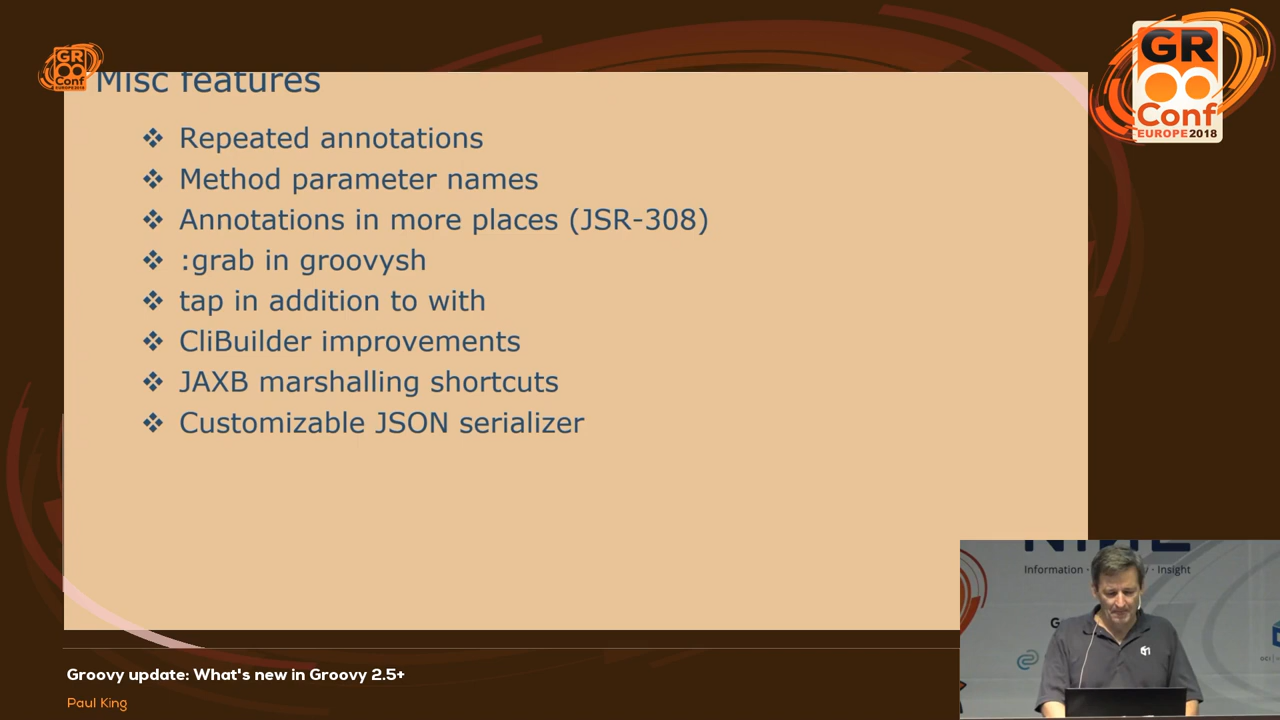 GR
Conf
EUROPE2018
GR
Conf
EUROPE2018
Misc features
❖ Repeated annotations
❖ Method parameter names
❖ Annotations in more places (JSR-308)
❖ :grab in groovysh
❖ tap in addition to with
❖ CliBuilder improvements
❖ JAXB marshalling shortcuts
❖ Customizable JSON serializer
Information ·
· Insight
Groovy update: What's new in Groovy 2.5+
Paul King